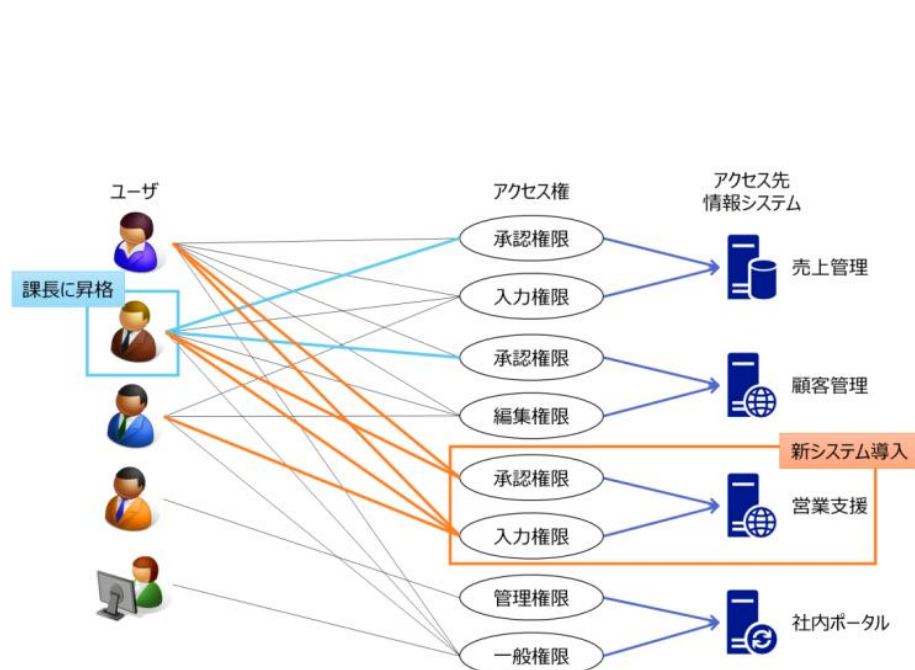 ユーザ
アクセス権
アクセス先
情報システム
課長に昇格
承認権限
入力権限
売上管理
承認権限
編集権限
顧客管理
新システム導入
承認権限
入力権限
営業支援
管理権限
一般権限
社内ポータル